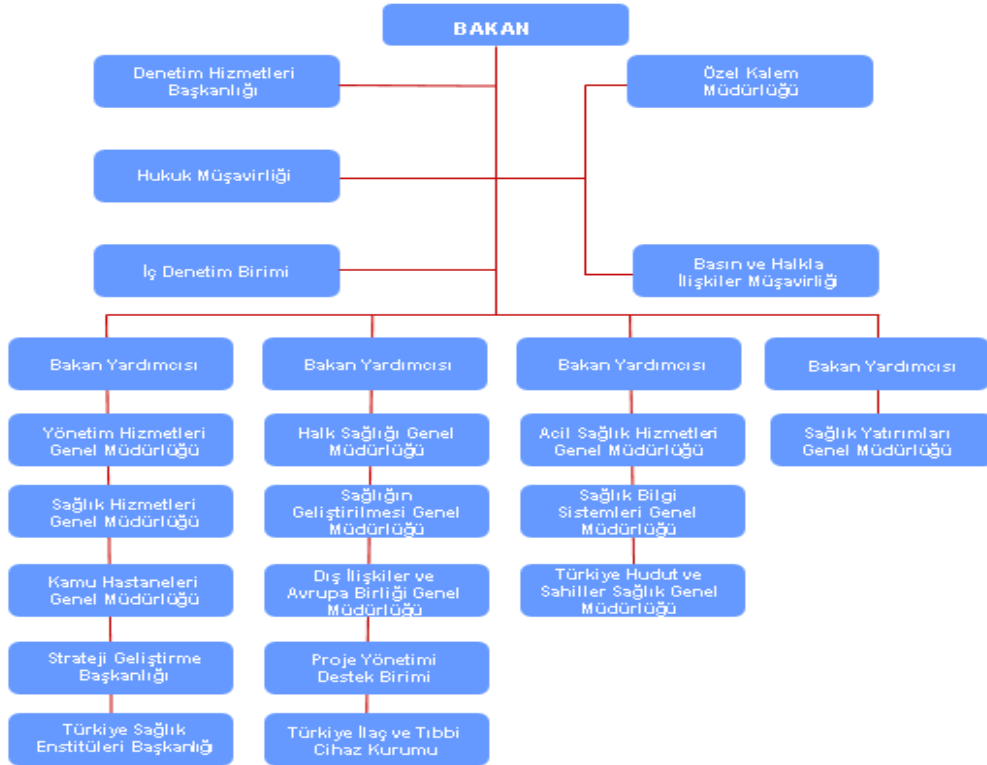 BAKAN
Denetim Hizmetleri
Başkanlığı
Özel Kalem
Müdürlüğü
Hukuk Müşavirliği
İç Denetim Birimi
Basın ve Halkla
İlişkiler Müşavirliği
Bakan Yardımcısı
Bakan Yardımcısı
Bakan Yardımcısı
Bakan Yardımcısı
Yönetim Hizmetleri
Genel Müdürlüğü
Halk Sağlığı Genel
Müdürlüğü
Acil Sağlık Hizmetleri
Genel Müdürlüğü
Sağlık Yatırımları
Genel Müdürlüğü
Sağlık Hizmetleri
Genel Müdürlüğü
Sağlığın
Geliştirilmesi Genel
Müdürlüğü
Sağlık Bilgi
Sistemleri Genel
Müdürlüğü
Kamu Hastaneleri
Genel Müdürlüğü
Dış İlişkiler ve
Avrupa Birliği Genel
Müdürlüğü
Türkiye Hudut ve
Sahiller Sağlık Genel
Müdürlüğü
Strateji Geliştirme
Başkanlığı
Proje Yönetimi
Destek Birimi
Türkiye Sağlık
Enstitüleri Başkanlığı
Türkiye İlaç ve Tıbbi
Cihaz Kurumu